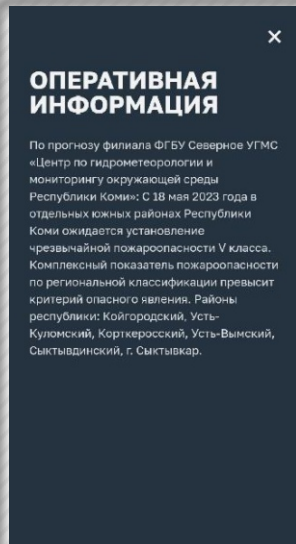 ОПЕРАТИВНАЯ
ИНФОРМАЦИЯ
По прогнозу филиала ФГБУ Северное УГМС
«Центр по гидрометеорологии и
мониторингу окружающей среды
Республики Коми»: С 18 мая 2023 года в
отдельных южных районах Республики
Коми ожидается установление
чрезвычайной пожароопасности V класса.
Комплексный показатель пожароопасности
по региональной классификации превысит
критерий опасного явления. Районы
республики: Койгородский, Усть-
Куломский, Корткеросский, Усть-Вымский,
Сыктывдинский, г. Сыктывкар.